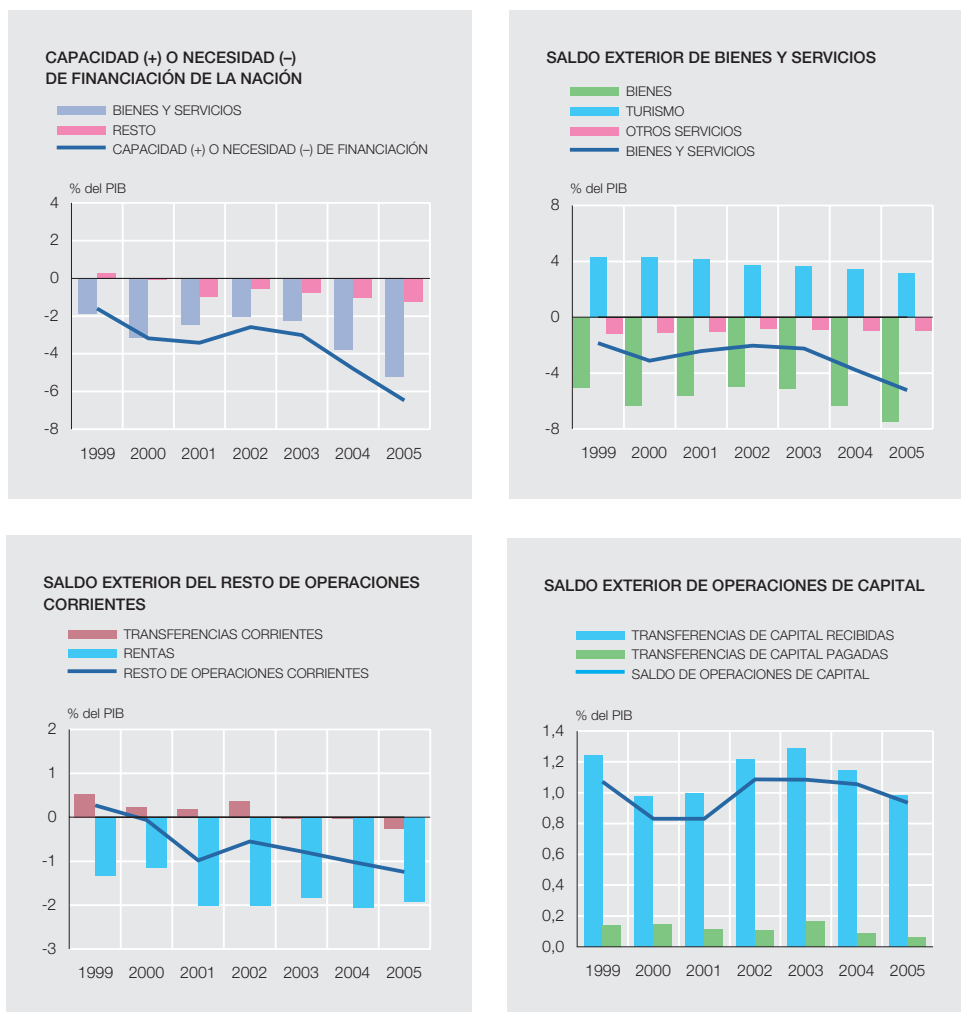 CAPACIDAD (+) O NECESIDAD (–)
DE FINANCIACIÓN DE LA NACIÓN
BIENES Y SERVICIOS
RESTO
CAPACIDAD (+) O NECESIDAD (–) DE FINANCIACIÓN
% del PIB
4
2
0
-2
-4
-6
-8
1999 2000 2001 2002 2003 2004 2005
SALDO EXTERIOR DE BIENES Y SERVICIOS
BIENES
TURISMO
OTROS SERVICIOS
BIENES Y SERVICIOS
% del PIB
8
4
0
-4
-8
1999 2000 2001 2002 2003 2004 2005
SALDO EXTERIOR DEL RESTO DE OPERACIONES
CORRIENTES
TRANSFERENCIAS CORRIENTES
RENTAS
RESTO DE OPERACIONES CORRIENTES
% del PIB
2
1
0
-1
-2
-3
1999 2000 2001 2002 2003 2004 2005
SALDO EXTERIOR DE OPERACIONES DE CAPITAL
TRANSFERENCIAS DE CAPITAL RECIBIDAS
TRANSFERENCIAS DE CAPITAL PAGADAS
SALDO DE OPERACIONES DE CAPITAL
% del PIB
1,4
1,2
1,0
0,8
0,6
0,4
0,2
0,0
1999 2000 2001 2002 2003 2004 2005